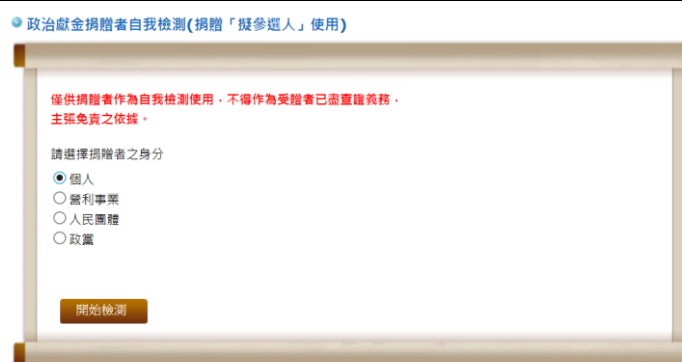 政治獻金捐贈者自我檢測(捐贈「擬參選人」使用)
僅供捐贈者作為自我檢測使用，不得作為受贈者已盡查證義務，
主張免責之依據。
請選擇捐贈者之身分
個人
營利事業
人民團體
政黨
開始檢測